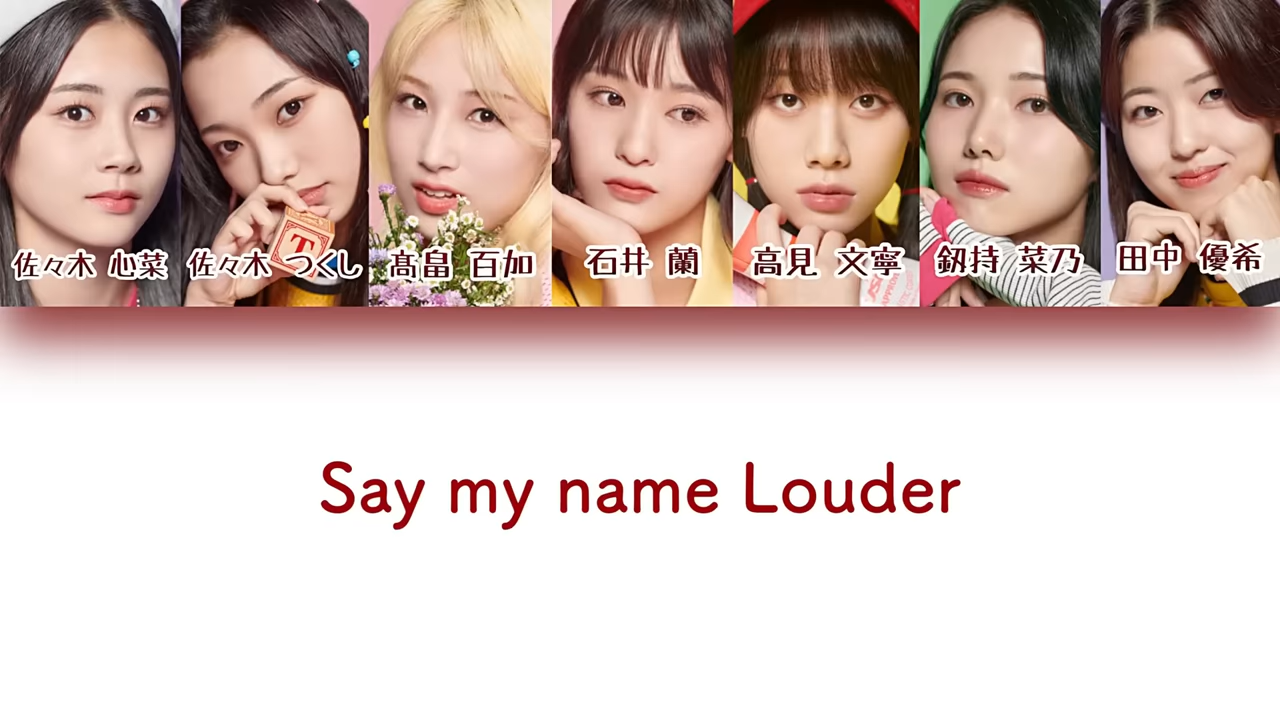 佐々木 心菜
佐々木 つくし
髙畠 百加
石井 蘭
高見 文寧
釼持 菜乃
田中 優希
T
Say my name Louder